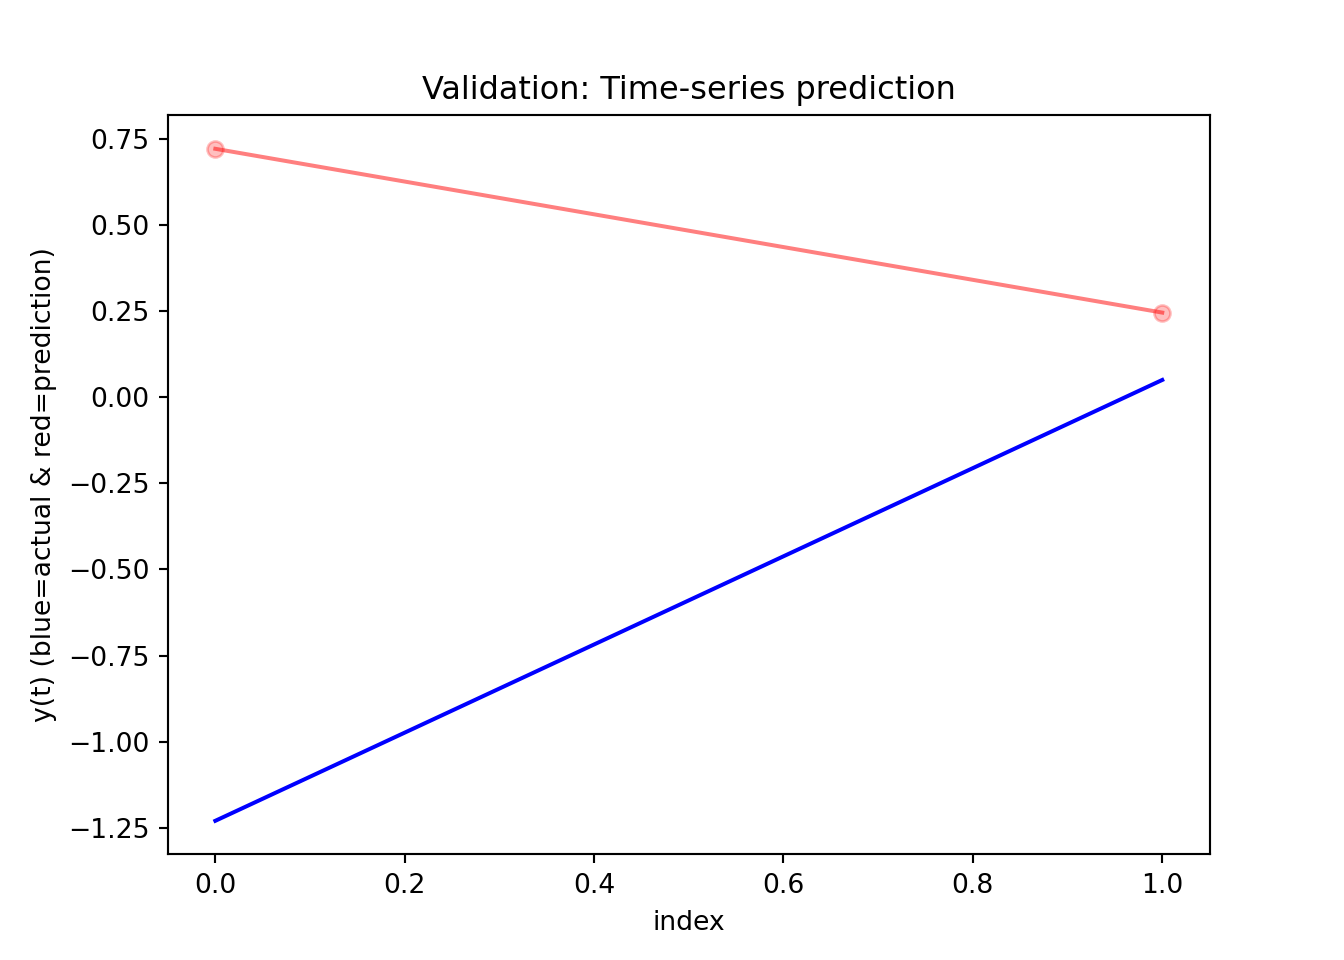 Validation: Time-series prediction
y(t) (blue=actual & red=prediction)
0.75
0.50
0.25
0.00
−0.25
−0.50
−0.75
−1.00
−1.25
0.0 0.2 0.4 0.6 0.8 1.0
index